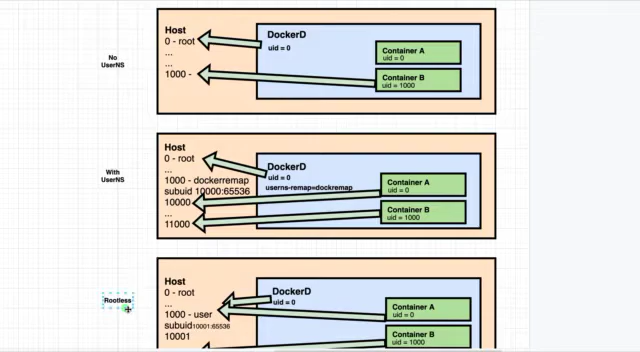 No
UserNS
Host
0 - root
...
...
1000 -
DockerD
uid = 0
Container A
uid = 0
Container B
uid = 1000
With
UserNS
Host
0 - root
...
1000 - dockerremap
subuid 10000:65536
10000
...
11000
DockerD
uid = 0
userns-remap=dockremap
Container A
uid = 0
Container B
uid = 1000
Rootless
Host
0 - root
...
1000 - user
subuid10001:65536
10001
DockerD
uid = 0
Container A
uid = 0
Container B
uid = 1000